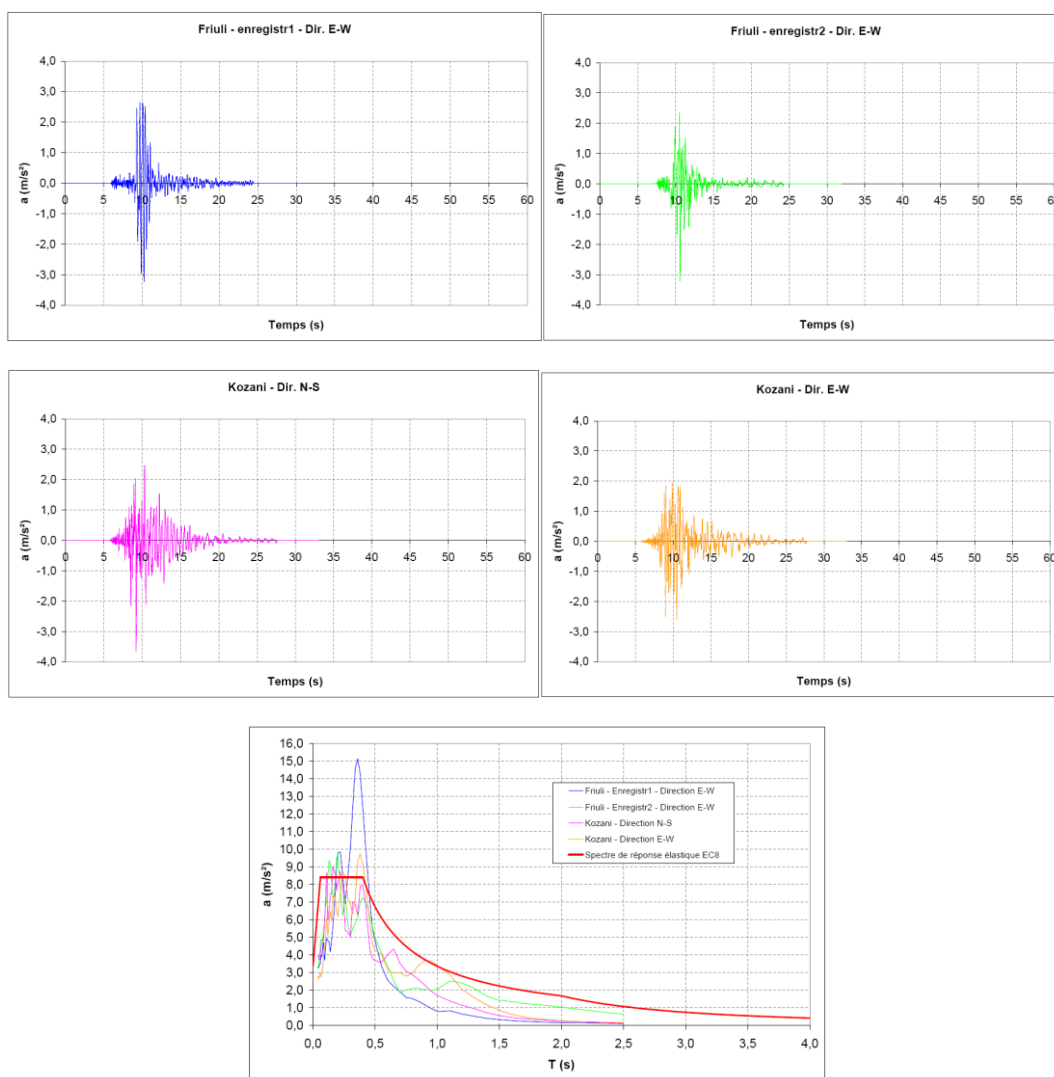 Friuli - enregistr1 - Dir. E-W
4,0
3,0
2,0
1,0
0,0
-1,0
-2,0
-3,0
-4,0
a (m/s²)
0 5 10 15 20 25 30 35 40 45 50 55 60
Temps (s)
Friuli - enregistr2 - Dir. E-W
4,0
3,0
2,0
1,0
0,0
-1,0
-2,0
-3,0
-4,0
a (m/s²)
0 5 10 15 20 25 30 35 40 45 50 55 60
Temps (s)
Kozani - Dir. N-S
4,0
3,0
2,0
1,0
0,0
-1,0
-2,0
-3,0
-4,0
a (m/s²)
0 5 10 15 20 25 30 35 40 45 50 55 60
Temps (s)
Kozani - Dir. E-W
4,0
3,0
2,0
1,0
0,0
-1,0
-2,0
-3,0
-4,0
a (m/s²)
0 5 10 15 20 25 30 35 40 45 50 55 60
Temps (s)
16,0
15,0
14,0
13,0
12,0
11,0
10,0
9,0
8,0
7,0
6,0
5,0
4,0
3,0
2,0
1,0
0,0
a (m/s²)
Friuli - Enregistr1 - Direction E-W
Friuli - Enregistr2 - Direction E-W
Kozani - Direction N-S
Kozani - Direction E-W
Spectre de réponse élastique EC8
0,0 0,5 1,0 1,5 2,0 2,5 3,0 3,5 4,0
T (s)